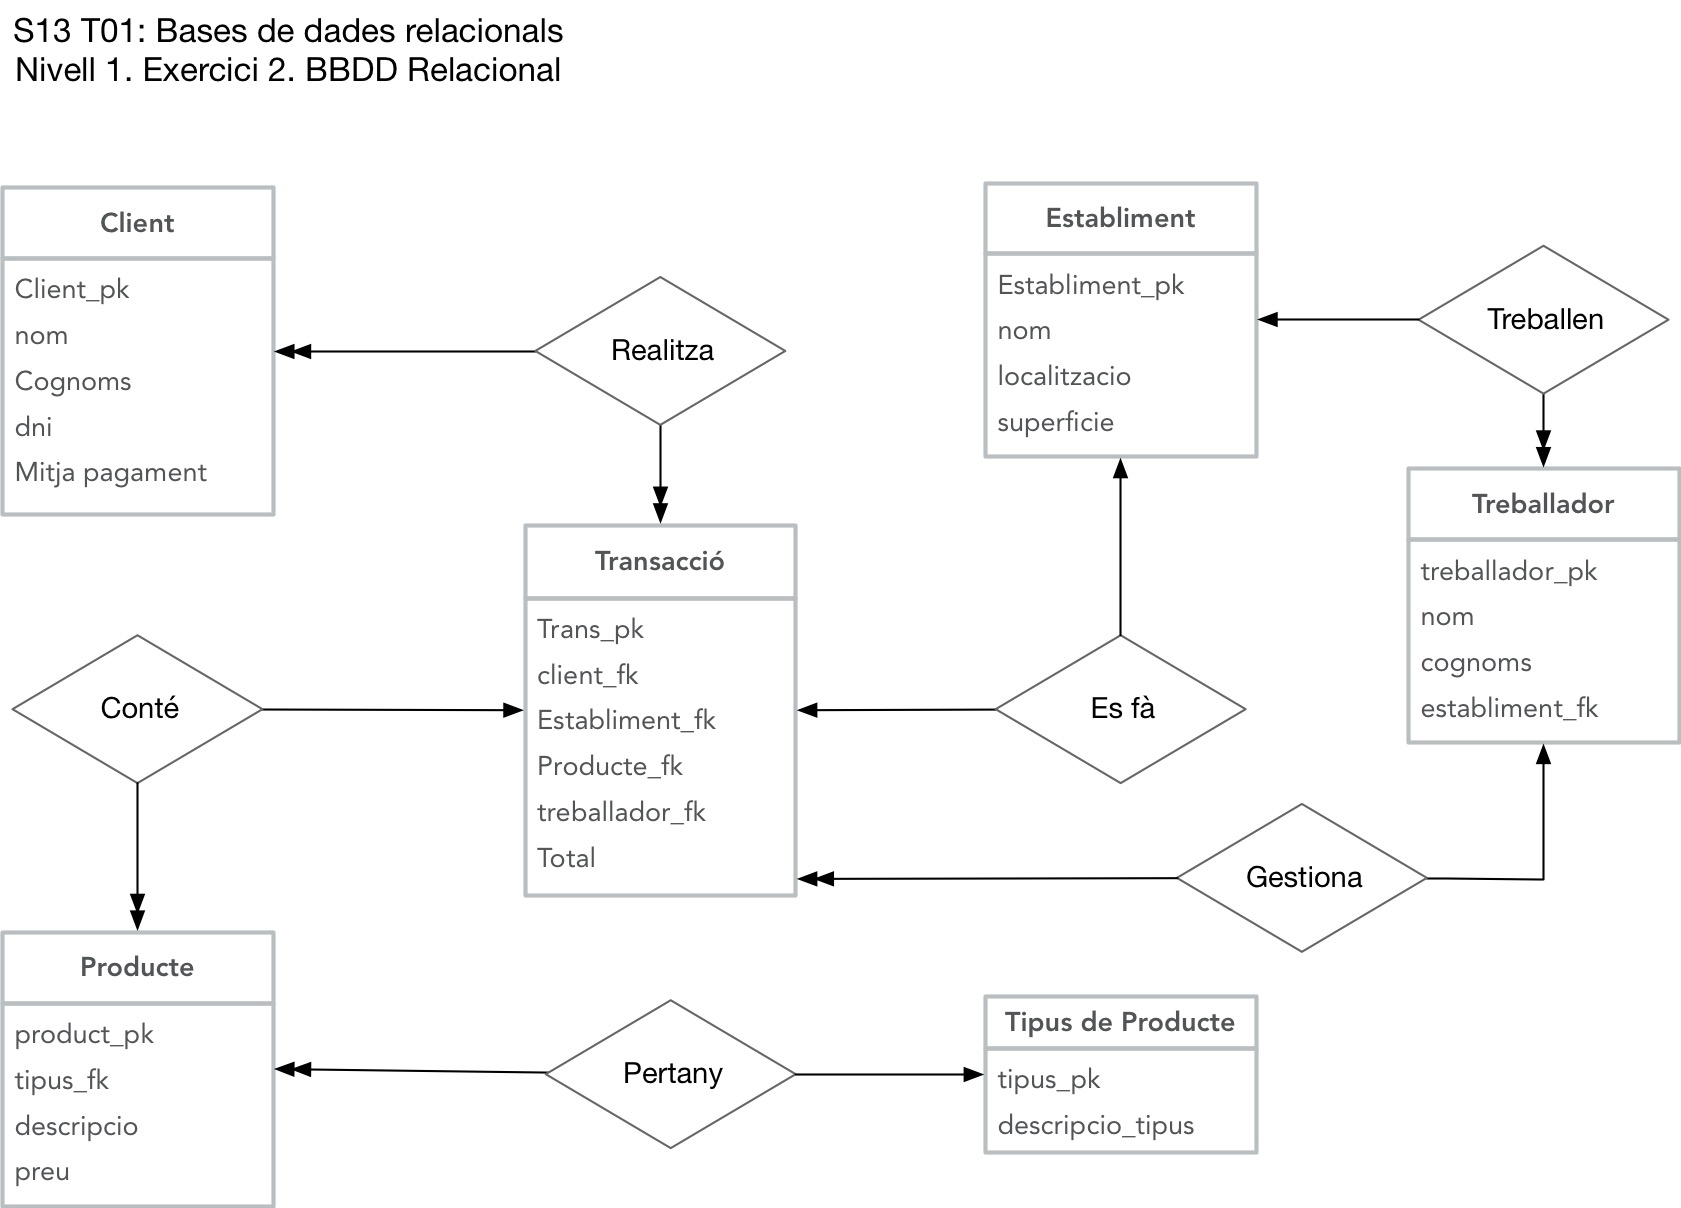 S13 T01: Bases de dades relacionals
Nivell 1. Exercici 2. BBDD Relacional
Client
Client_pk
nom
Cognoms
dni
Mitja pagament
Realitza
Establiment
Establiment_pk
nom
localitzacio
superficie
Treballen
Treballador
treballador_pk
nom
cognoms
establiment_fk
Transacció
Trans_pk
client_fk
Establiment_fk
Producte_fk
treballador_fk
Total
Conté
Es fà
Gestiona
Producte
product_pk
tipus_fk
descripcio
preu
Pertany
Tipus de Producte
tipus_pk
descripcio_tipus